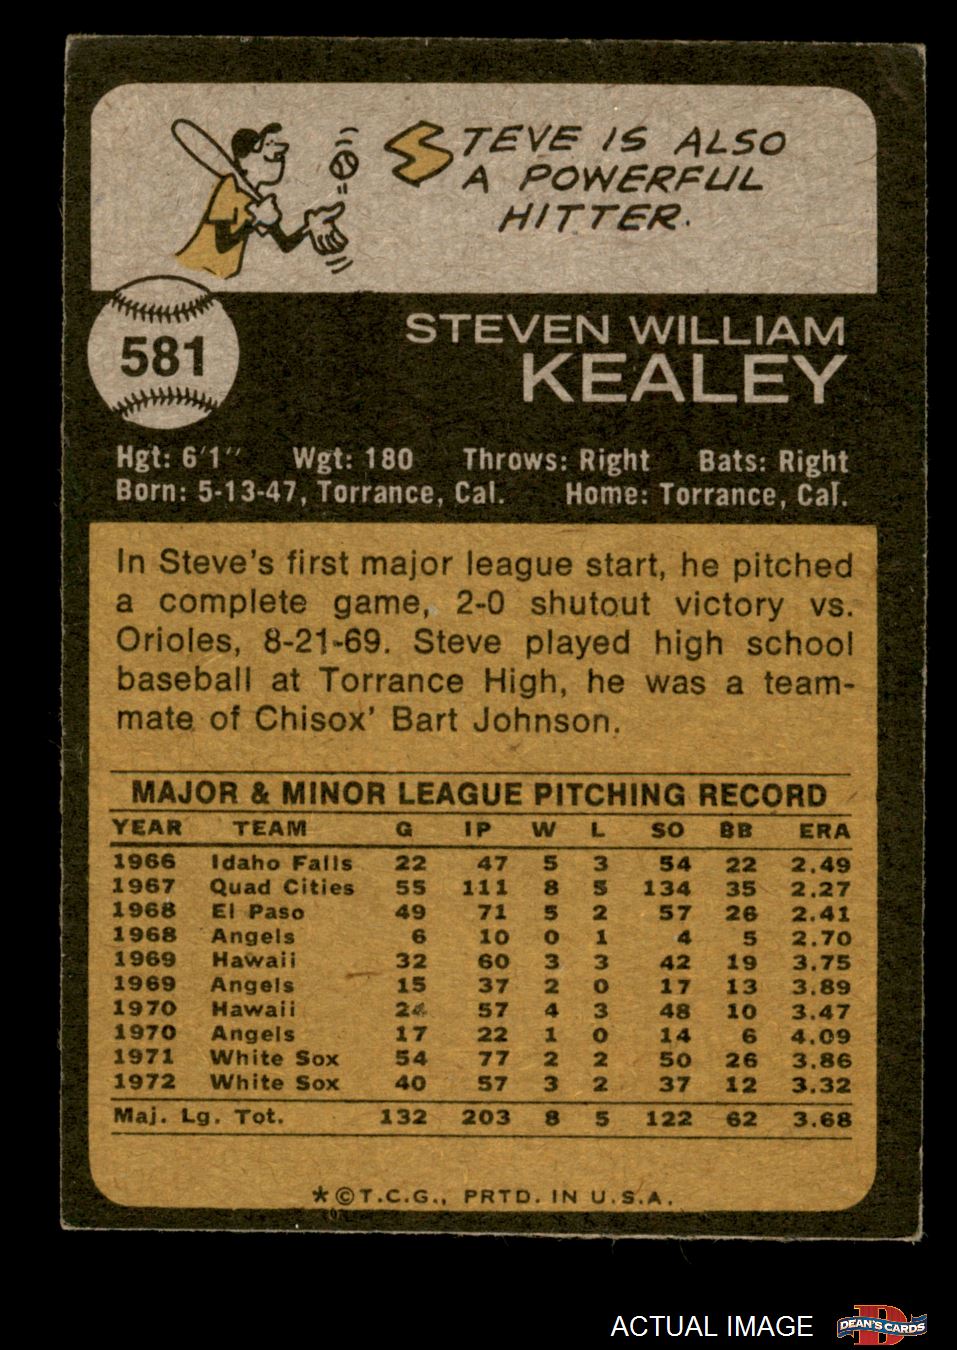 STEVE IS ALSO
A POWERFUL
HITTER.
581
STEVEN WILLIAM
KEALEY
Hgt: 6'1" Wgt: 180 Throws: Right Bats: Right
Born: 5-13-47, Torrance, Cal. Home: Torrance, Cal.
In Steve's first major league start, he pitched
a complete game, 2-0 shutout victory vs.
Orioles, 8-21-69. Steve played high school
baseball at Torrance High, he was a team-
mate of Chisox' Bart Johnson.
MAJOR & MINOR LEAGUE PITCHING RECORD
YEAR TEAM G IP W L SO BB ERA
1966 Idaho Falls 22 47 5 3 54 22 2.49
1967 Quad Cities 55 111 8 5 134 35 2.27
1968 El Paso 49 71 5 2 57 26 2.41
1968 Angels 6 10 0 1 4 5 2.70
1969 Hawaii 32 60 3 3 42 19 3.75
1969 Angels 15 37 2 0 17 13 3.89
1970 Hawaii 57 4 3 48 10 3.47
1970 Angels 17 22 1 0 14 6 4.09
1971 White Sox 54 77 2 2 50 26 3.86
1972 White Sox 40 57 3 2 37 12 3.32
Maj. Lg. Tot. 132 203 8 5 122 62 3.68
*©T.C.G., PRTD. IN U.S.A.
ACTUAL IMAGE
D DEAN'S CARDS